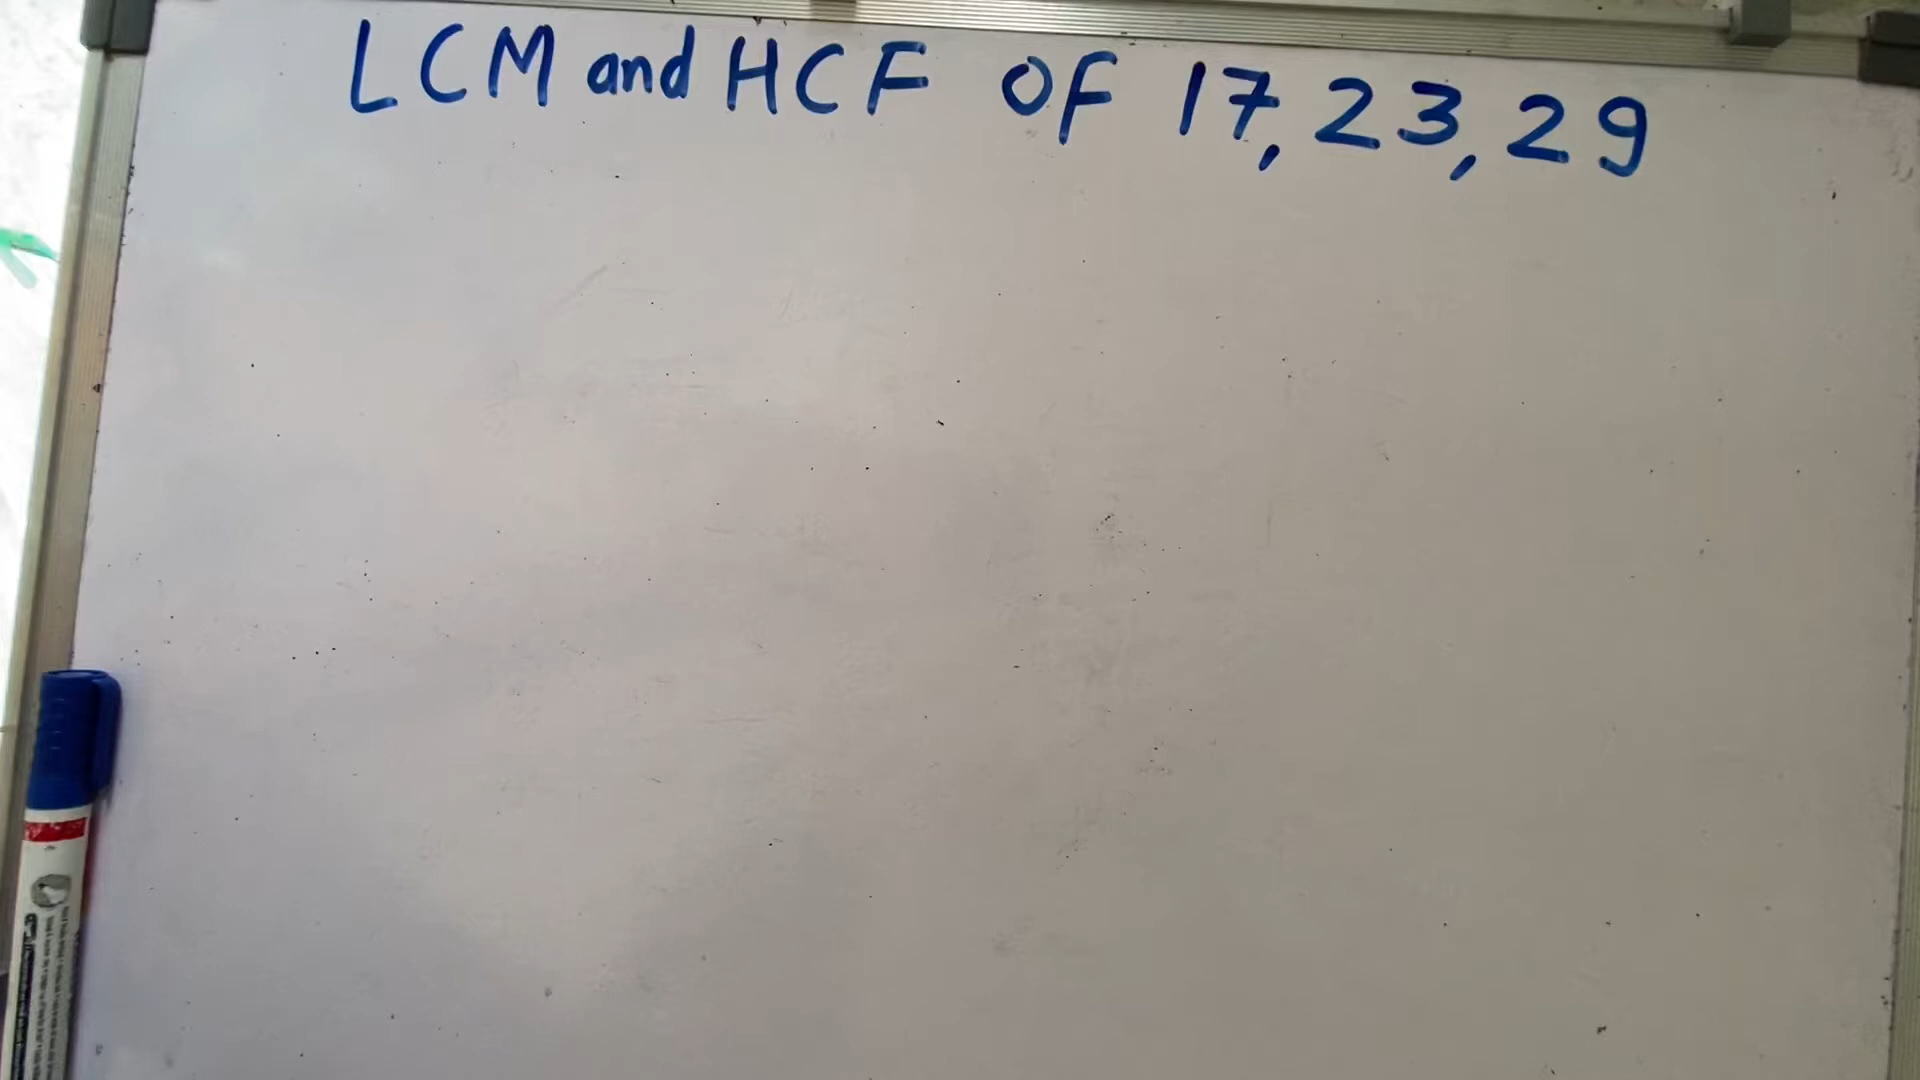 LCM and HCF OF 17, 23, 29